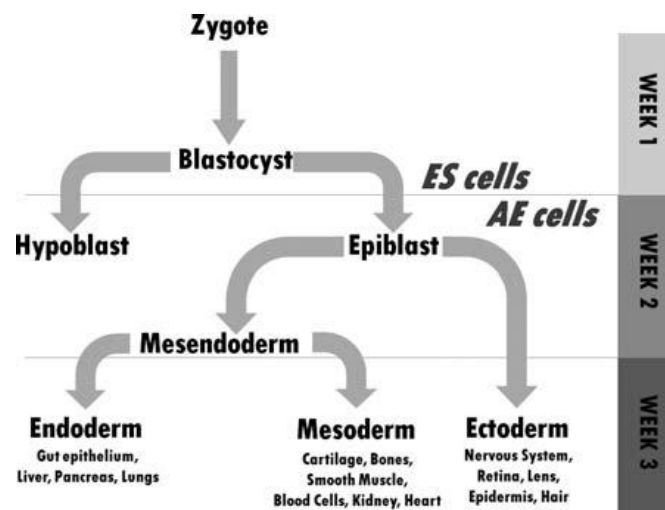 Zygote
WEEK 1
Blastocyst
ES cells
AE cells
Hypoblast
Epiblast
WEEK 2
Mesendoderm
Endoderm
Gut epithelium,
Liver, Pancreas, Lungs
Mesoderm
Cartilage, Bones,
Smooth Muscle,
Blood Cells, Kidney, Heart
Ectoderm
Nervous System,
Retina, Lens,
Epidermis, Hair
WEEK 3